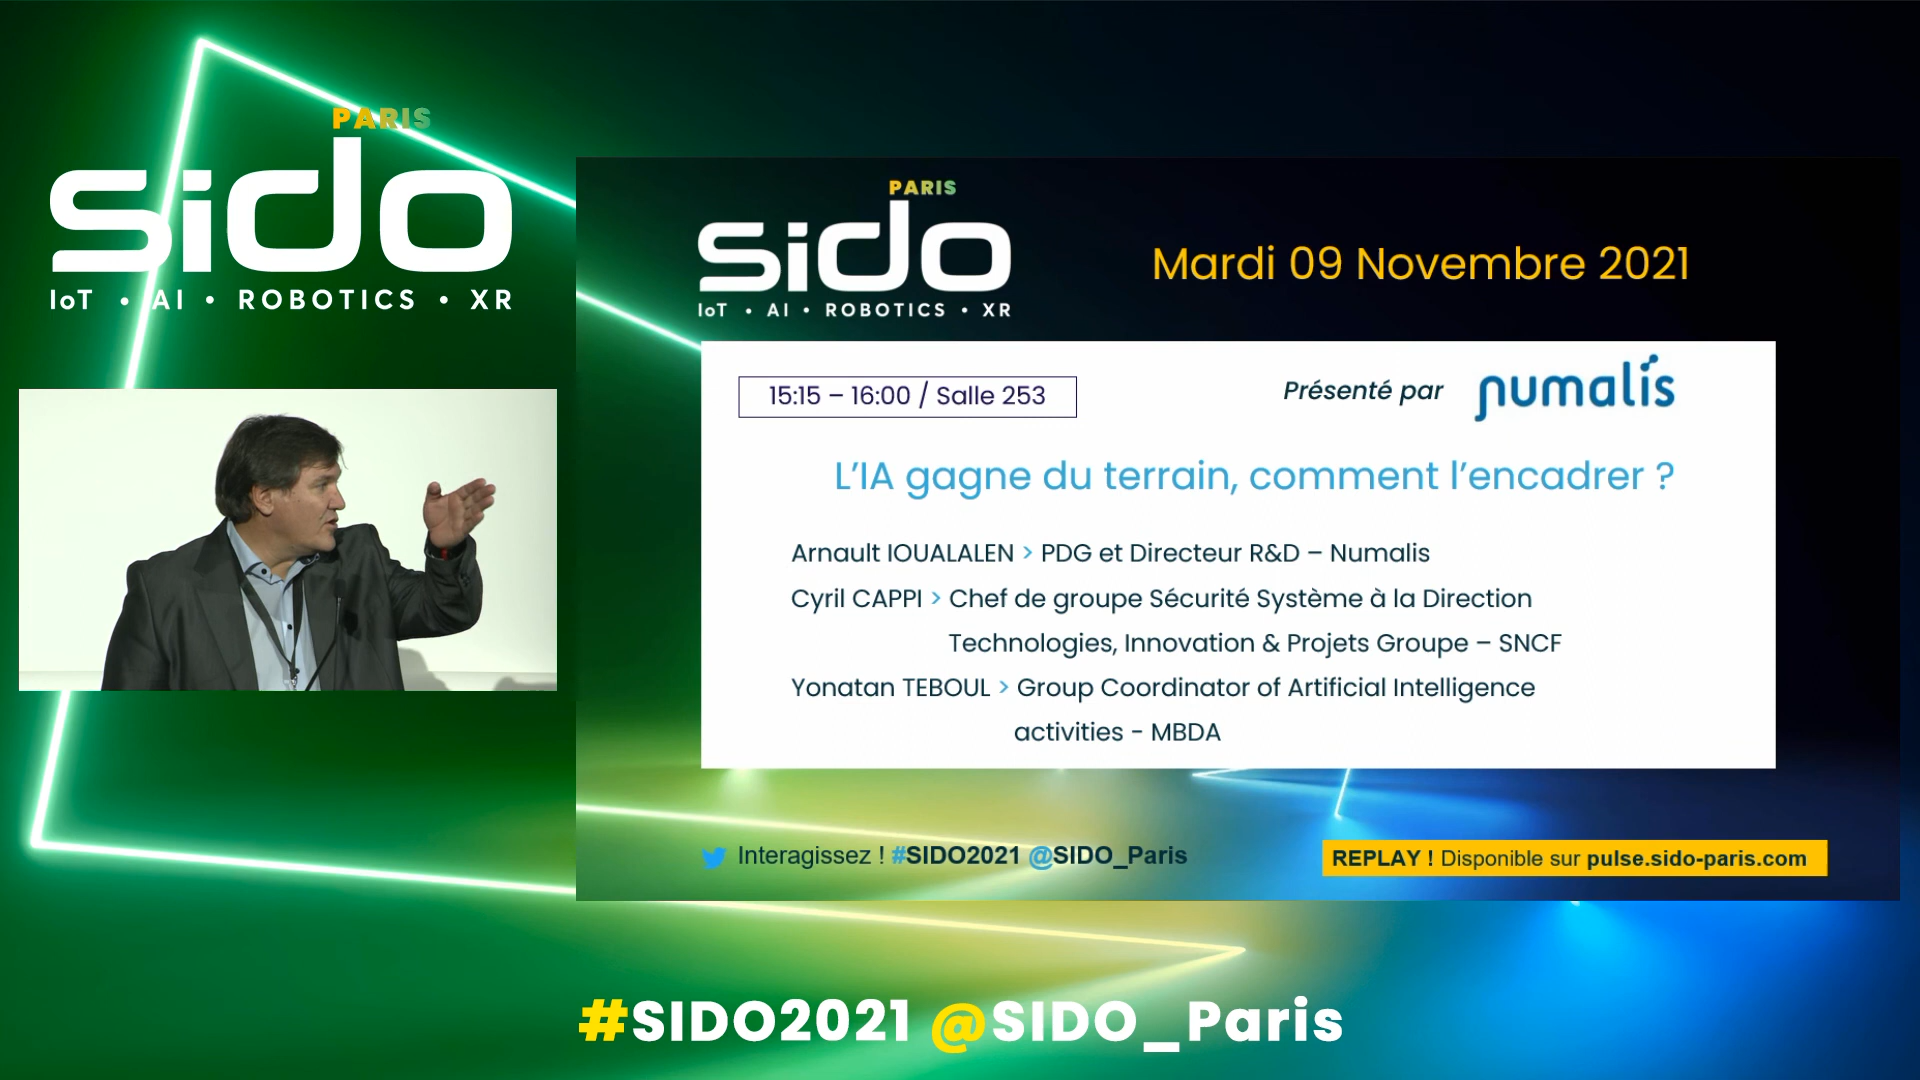 PARIS
sido
IoT • AI • ROBOTICS • XR
PARIS
sido
IoT • AI • ROBOTICS • XR
Mardi 09 Novembre 2021
15:15 – 16:00 / Salle 253
Présenté par numalis
L'IA gagne du terrain, comment l'encadrer ?
Arnault IOUALALEN > PDG et Directeur R&D – Numalis
Cyril CAPPI > Chef de groupe Sécurité Système à la Direction
Technologies, Innovation & Projets Groupe – SNCF
Yonatan TEBOUL > Group Coordinator of Artificial Intelligence
activities - MBDA
Interagissez ! #SIDO2021 @SIDO_Paris
REPLAY ! Disponible sur pulse.sido-paris.com
#SIDO2021 @SIDO_Paris